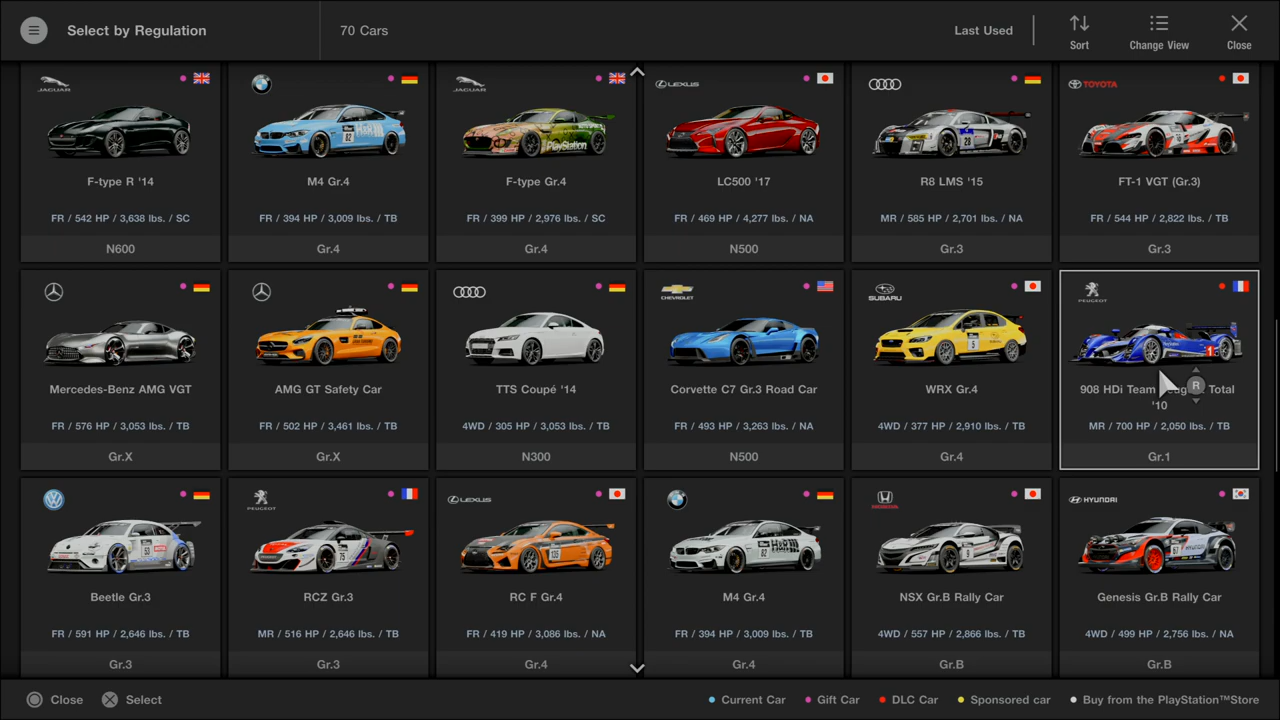 Select by Regulation
70 Cars
Last Used
Sort
Change View
Close
JAGUAR
F-type R '14
FR / 542 HP / 3,638 lbs. / SC
N600
M4 Gr.4
FR / 394 HP / 3,009 lbs. / TB
Gr.4
JAGUAR
PlayStation
F-type Gr.4
FR / 399 HP / 2,976 lbs. / SC
Gr.4
LEXUS
LC500 '17
FR / 469 HP / 4,277 lbs. / NA
N500
R8 LMS '15
MR / 585 HP / 2,701 lbs. / NA
Gr.3
TOYOTA
FT-1 VGT (Gr.3)
FR / 544 HP / 2,822 lbs. / TB
Gr.3
Mercedes-Benz AMG VGT
FR / 576 HP / 3,053 lbs. / TB
Gr.X
AMG GT Safety Car
FR / 502 HP / 3,461 lbs. / TB
Gr.X
TTS Coupé '14
4WD / 305 HP / 3,053 lbs. / TB
N300
CHEVROLET
Corvette C7 Gr.3 Road Car
FR / 493 HP / 3,263 lbs. / NA
N500
SUBARU
5
WRX Gr.4
4WD / 377 HP / 2,910 lbs. / TB
Gr.4
PEUGEOT
1
908 HDi Team Total
'10
R
MR / 700 HP / 2,050 lbs. / TB
Gr.1
53
Beetle Gr.3
FR / 591 HP / 2,646 lbs. / TB
Gr.3
PEUGEOT
75
RCZ Gr.3
MR / 516 HP / 2,646 lbs. / TB
Gr.3
LEXUS
135
RC F Gr.4
FR / 419 HP / 3,086 lbs. / NA
Gr.4
82
M4 Gr.4
FR / 394 HP / 3,009 lbs. / TB
Gr.4
HONDA
9
NSX Gr.B Rally Car
4WD / 557 HP / 2,866 lbs. / TB
Gr.B
HYUNDAI
Genesis Gr.B Rally Car
4WD / 499 HP / 2,756 lbs. / NA
Gr.B
Close
Select
Current Car
Gift Car
DLC Car
Sponsored car
Buy from the PlayStation™Store